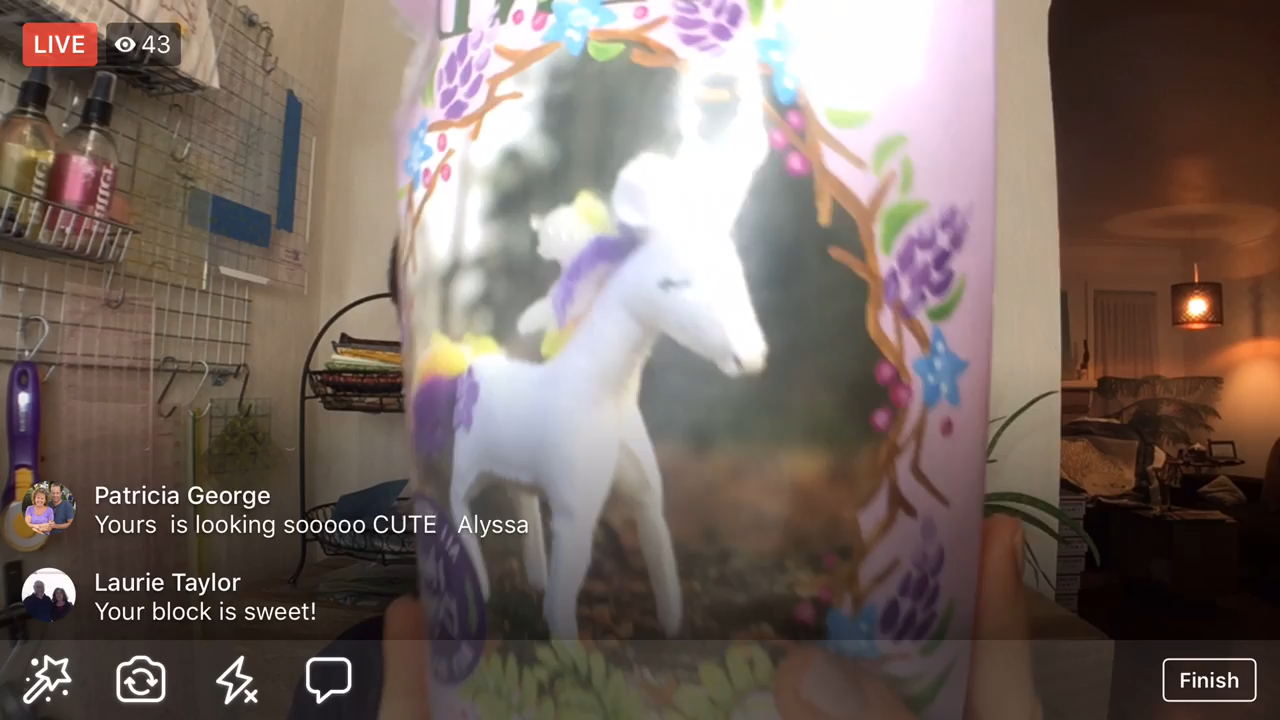 LIVE
43
Patricia George
Yours is looking sooooo CUTE Alyssa
Laurie Taylor
Your block is sweet!
Finish